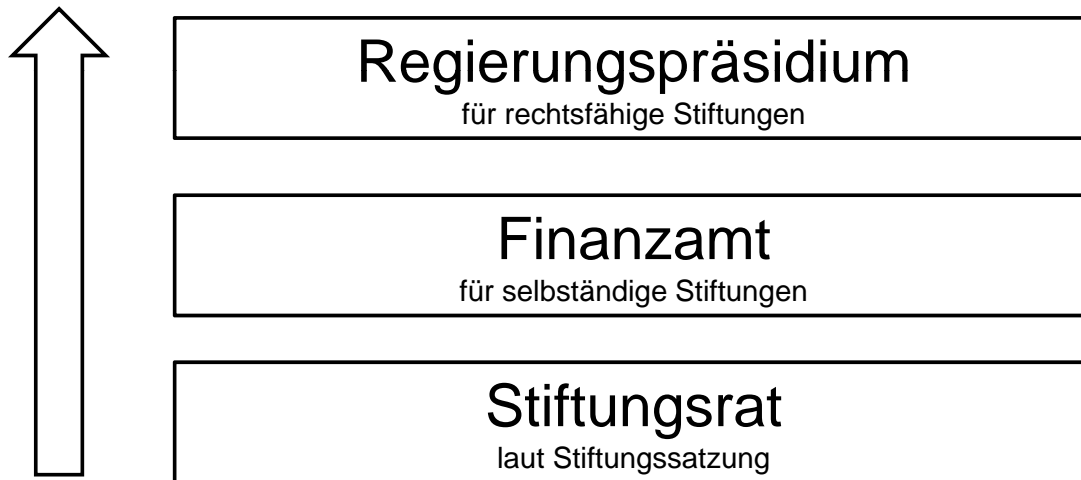 Regierungspräsidium
für rechtsfähige Stiftungen
Finanzamt
für selbständige Stiftungen
Stiftungsrat
laut Stiftungssatzung